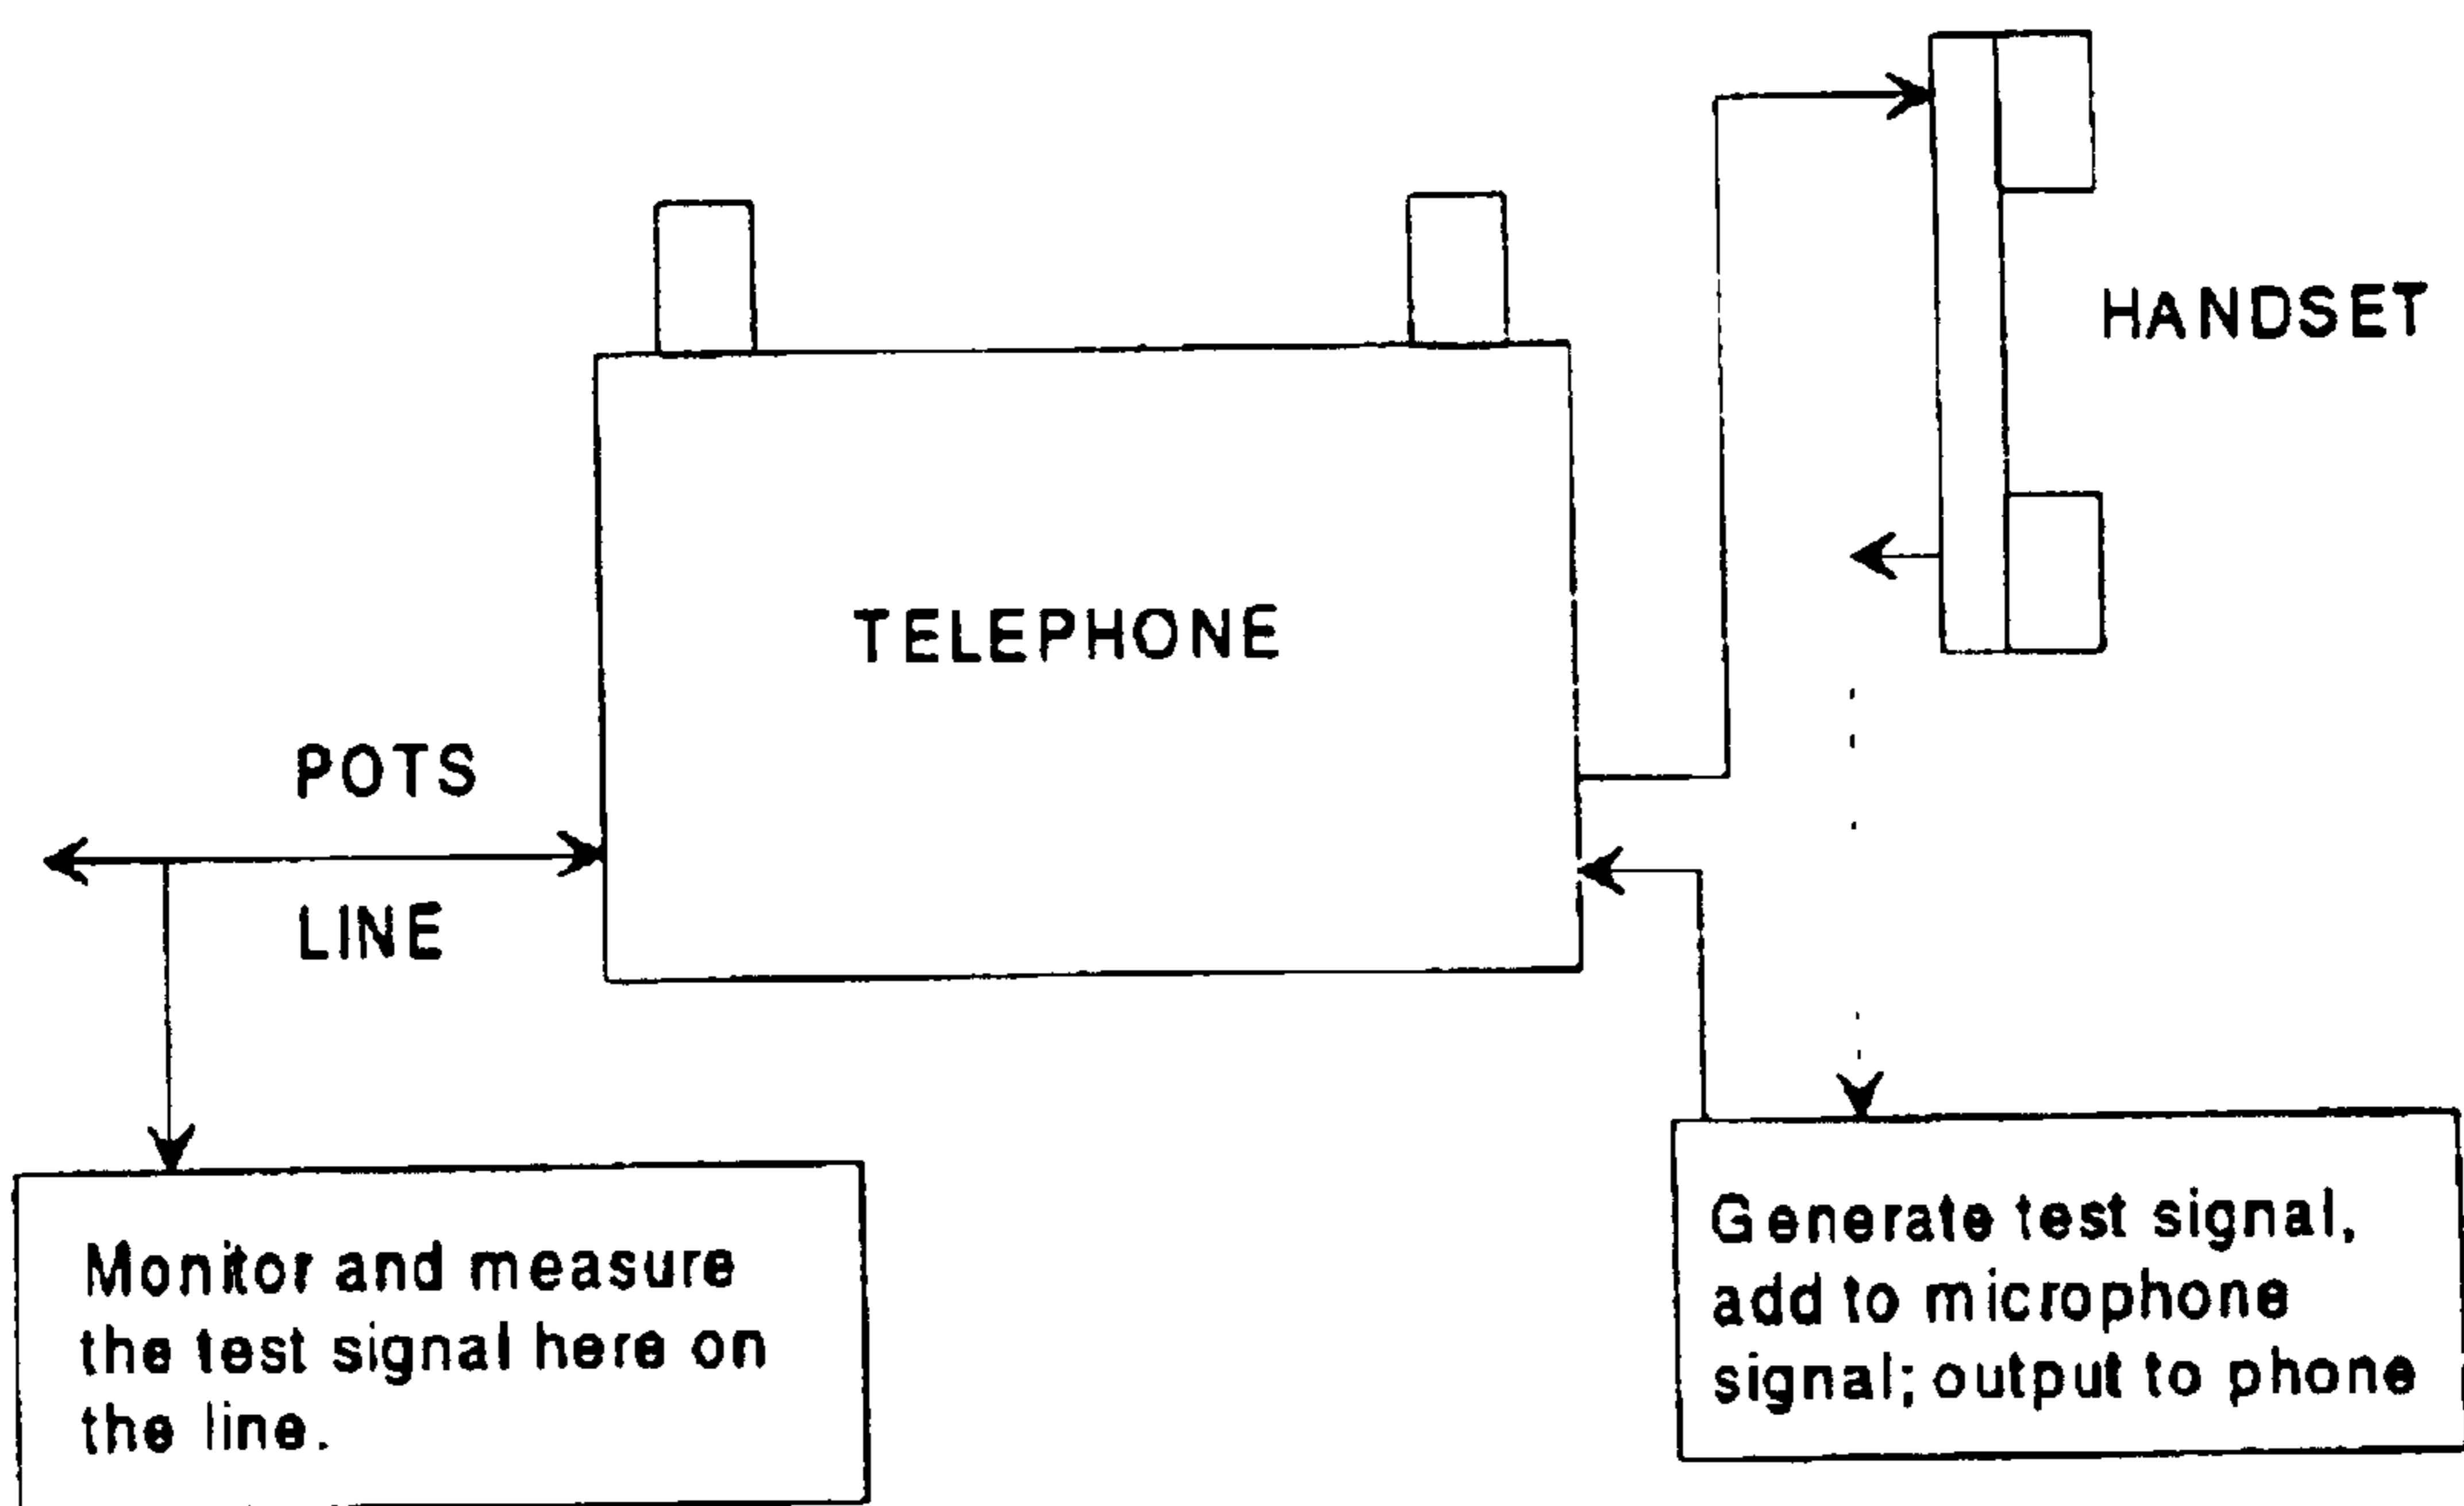 HANDSET
TELEPHONE
POTS
LINE
Monitor and measure
the test signal here on
the line.
Generate test signal,
add to microphone
signal; output to phone